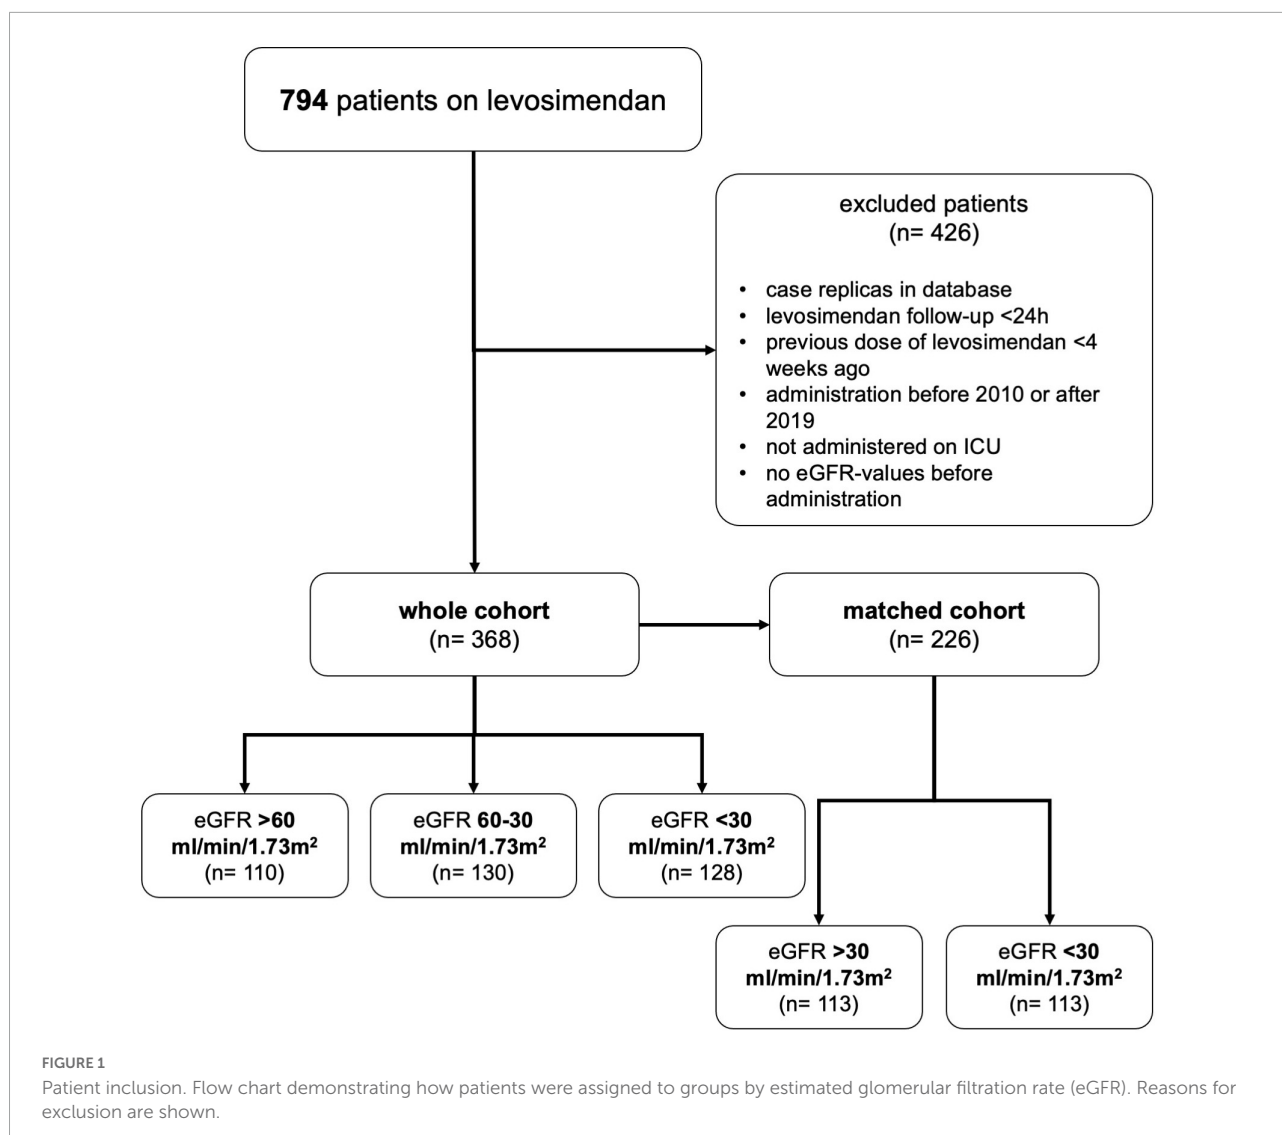 794 patients on levosimendan
excluded patients
(n= 426)
• case replicas in database
• levosimendan follow-up <24h
• previous dose of levosimendan <4
weeks ago
• administration before 2010 or after
2019
• not administered on ICU
• no eGFR-values before
administration
whole cohort
(n= 368)
matched cohort
(n= 226)
eGFR >60
ml/min/1.73m²
(n= 110)
eGFR 60-30
ml/min/1.73m²
(n= 130)
eGFR <30
ml/min/1.73m²
(n= 128)
eGFR >30
ml/min/1.73m²
(n= 113)
eGFR <30
ml/min/1.73m²
(n= 113)
FIGURE 1
Patient inclusion. Flow chart demonstrating how patients were assigned to groups by estimated glomerular filtration rate (eGFR). Reasons for
exclusion are shown.